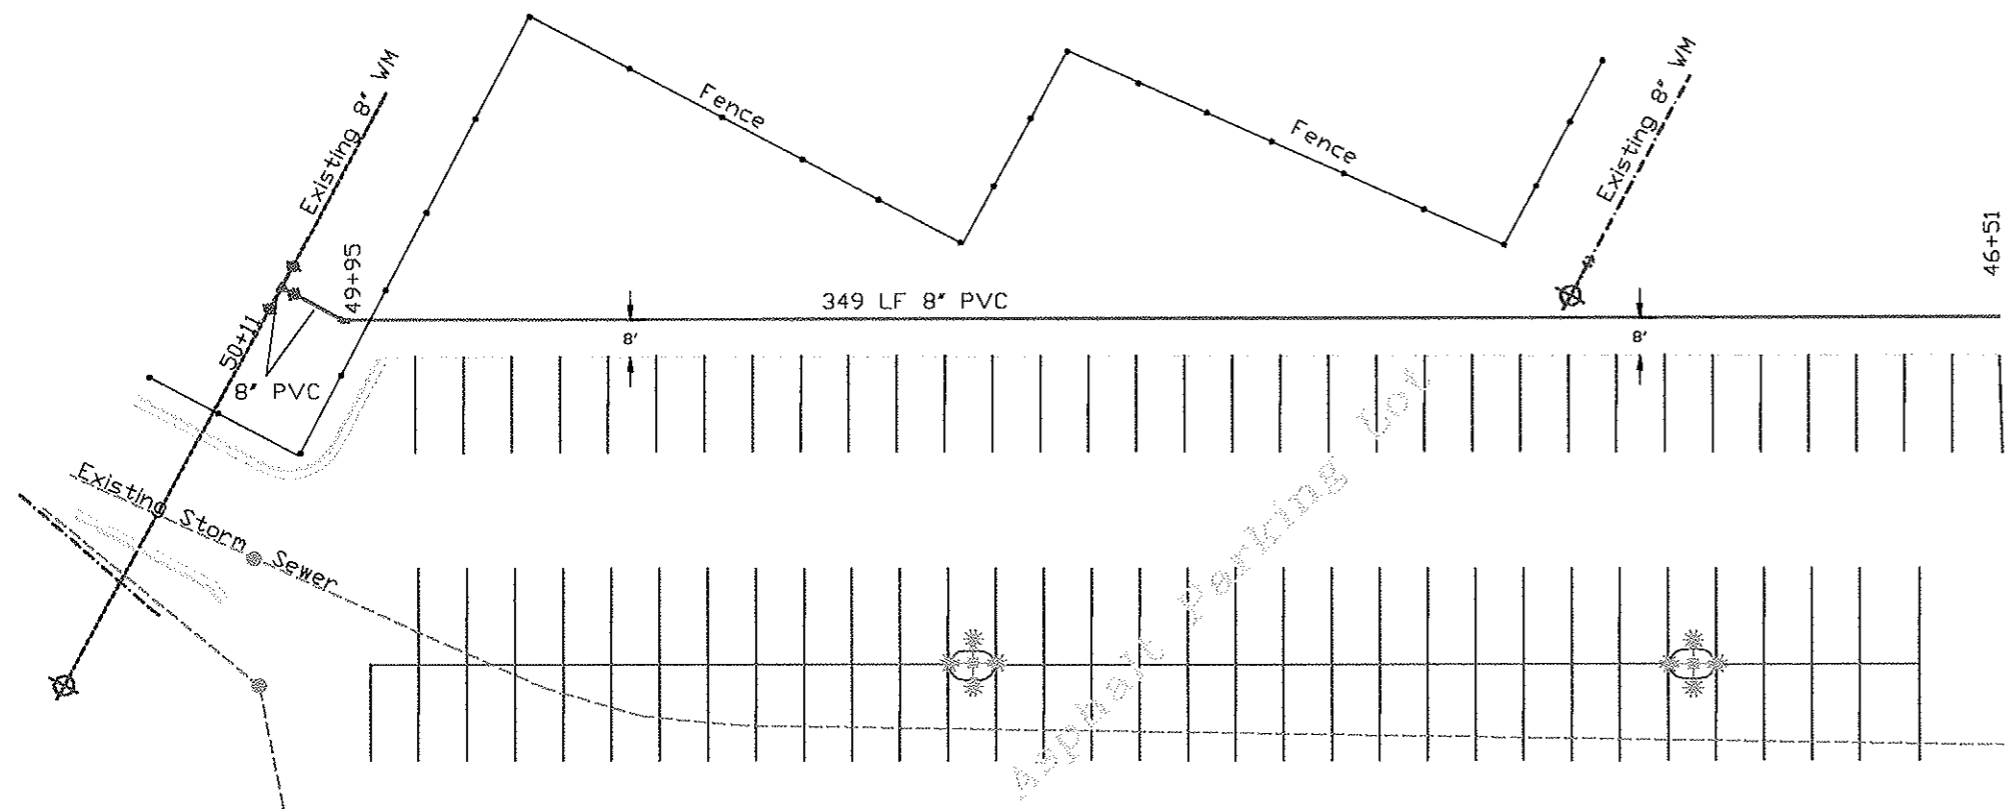 Existing 8" WM
Fence
Fence
Existing 8" WM
46+51
49+95
349 LF 8" PVC
50+11
8'
8'
8" PVC
Asphalt Parking Lot
Existing Storm Sewer